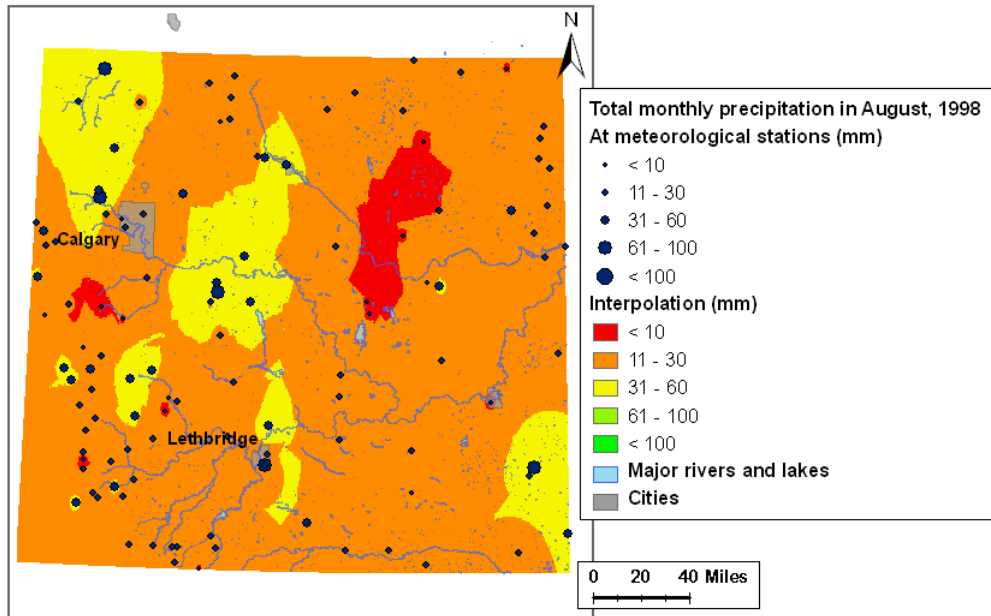 N
Calgary
Lethbridge
Total monthly precipitation in August, 1998
At meteorological stations (mm)
< 10
11 - 30
31 - 60
61 - 100
< 100
Interpolation (mm)
< 10
11 - 30
31 - 60
61 - 100
< 100
Major rivers and lakes
Cities
0 20 40 Miles